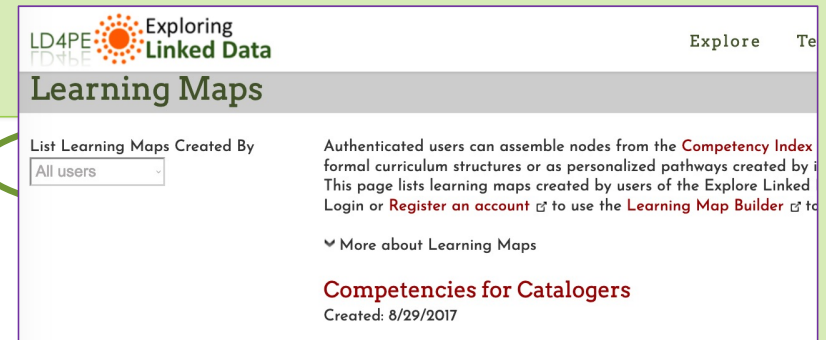 LD4PE
Exploring
Linked Data
Explore Te
Learning Maps
List Learning Maps Created By
All users
Authenticated users can assemble nodes from the Competency Index
formal curriculum structures or as personalized pathways created by i
This page lists learning maps created by users of the Explore Linked
Login or Register an account to use the Learning Map Builder to
More about Learning Maps
Competencies for Catalogers
Created: 8/29/2017